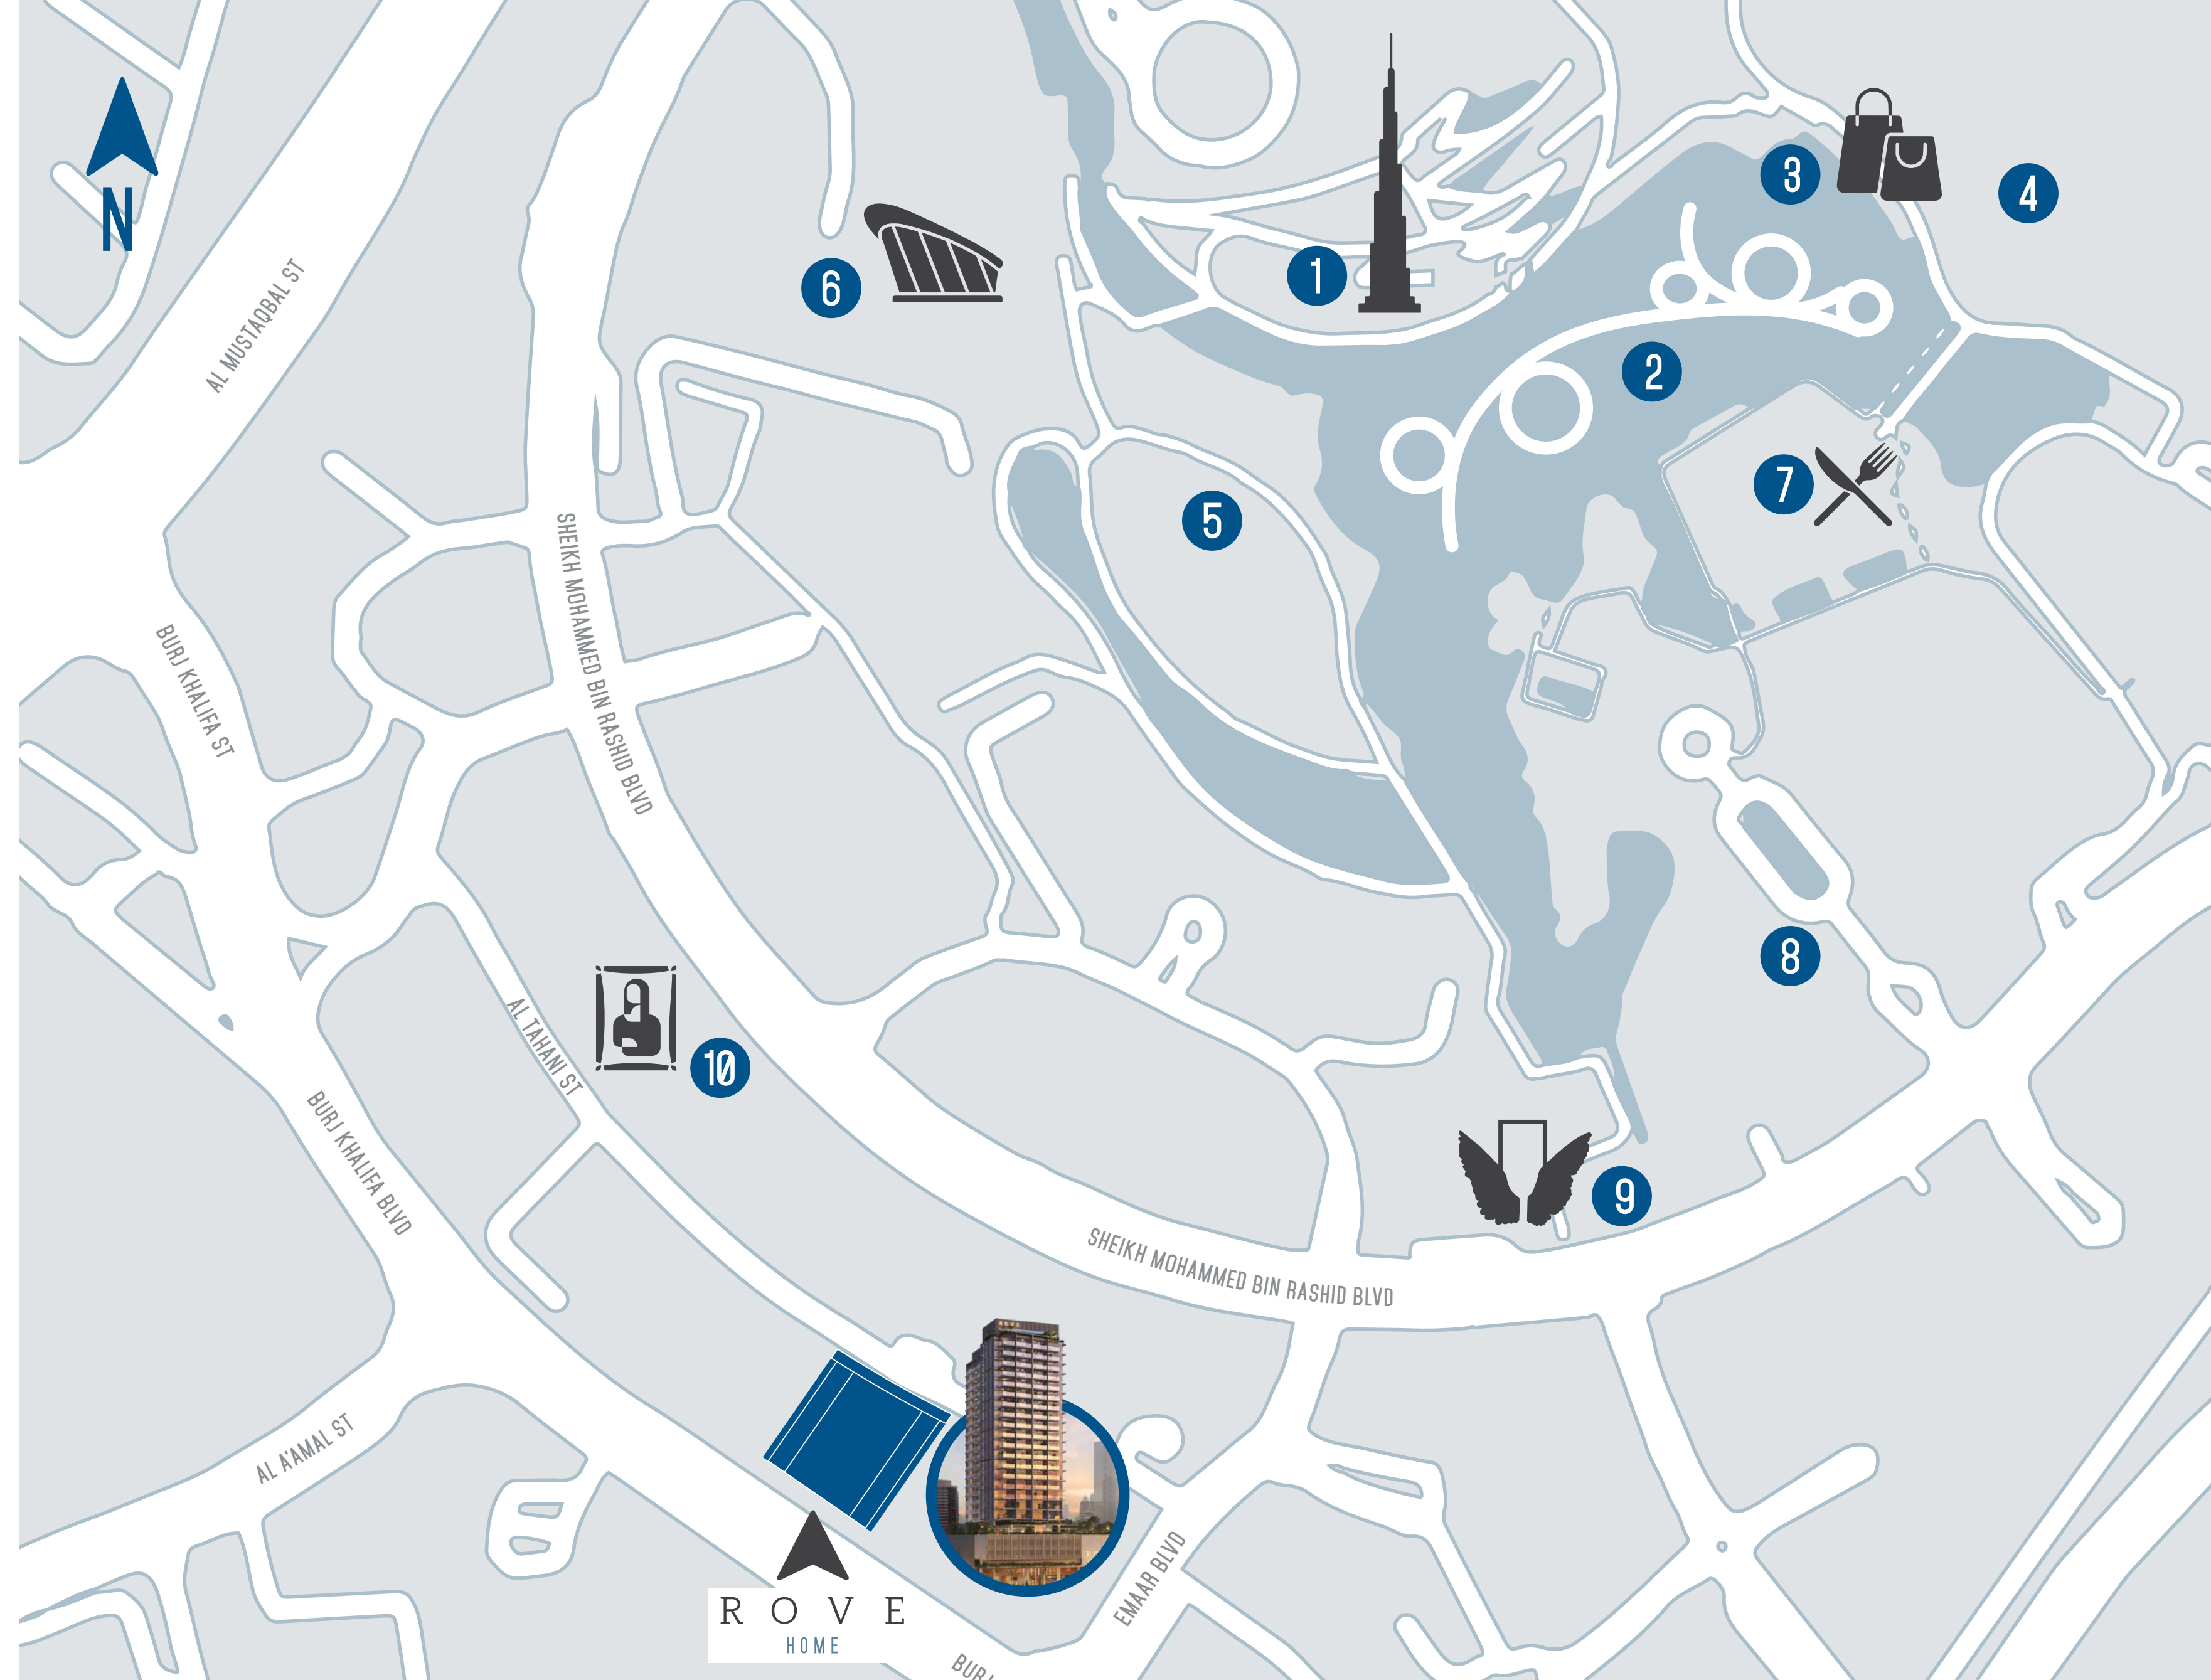 N
AL MUSTAQBAL ST
1
2
3
4
5
6
7
SHEIKH MOHAMMED BIN RASHID BLVD
BURJ KHALIFA ST
8
9
10
AL TAHANI ST
BURJ KHALIFA BLVD
SHEIKH MOHAMMED BIN RASHID BLVD
AL A'AMAL ST
EMAAR BLVD
ROVE
HOME